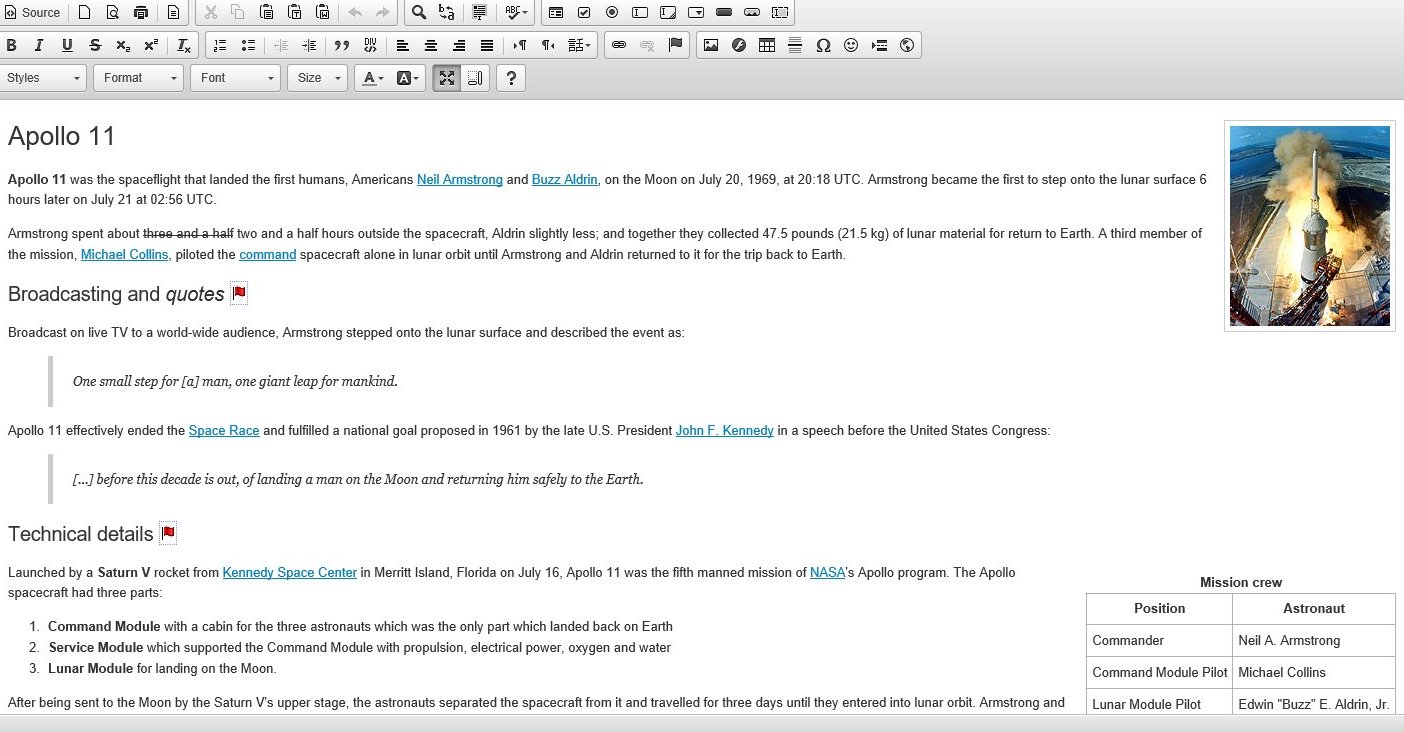 Source
ABC
B I U S x₂ x² Tx
DIV
Styles Format Font Size A A ?
Apollo 11
Apollo 11 was the spaceflight that landed the first humans, Americans Neil Armstrong and Buzz Aldrin, on the Moon on July 20, 1969, at 20:18 UTC. Armstrong became the first to step onto the lunar surface 6
hours later on July 21 at 02:56 UTC.
Armstrong spent about three and a half two and a half hours outside the spacecraft, Aldrin slightly less; and together they collected 47.5 pounds (21.5 kg) of lunar material for return to Earth. A third member of
the mission, Michael Collins, piloted the command spacecraft alone in lunar orbit until Armstrong and Aldrin returned to it for the trip back to Earth.
Broadcasting and quotes
Broadcast on live TV to a world-wide audience, Armstrong stepped onto the lunar surface and described the event as:
One small step for [a] man, one giant leap for mankind.
Apollo 11 effectively ended the Space Race and fulfilled a national goal proposed in 1961 by the late U.S. President John F. Kennedy in a speech before the United States Congress:
[...] before this decade is out, of landing a man on the Moon and returning him safely to the Earth.
Technical details
Launched by a Saturn V rocket from Kennedy Space Center in Merritt Island, Florida on July 16, Apollo 11 was the fifth manned mission of NASA's Apollo program. The Apollo
spacecraft had three parts:
1. Command Module with a cabin for the three astronauts which was the only part which landed back on Earth
2. Service Module which supported the Command Module with propulsion, electrical power, oxygen and water
3. Lunar Module for landing on the Moon.
After being sent to the Moon by the Saturn V's upper stage, the astronauts separated the spacecraft from it and travelled for three days until they entered into lunar orbit. Armstrong and
Mission crew
Position Astronaut
Commander Neil A. Armstrong
Command Module Pilot Michael Collins
Lunar Module Pilot Edwin "Buzz" E. Aldrin, Jr.